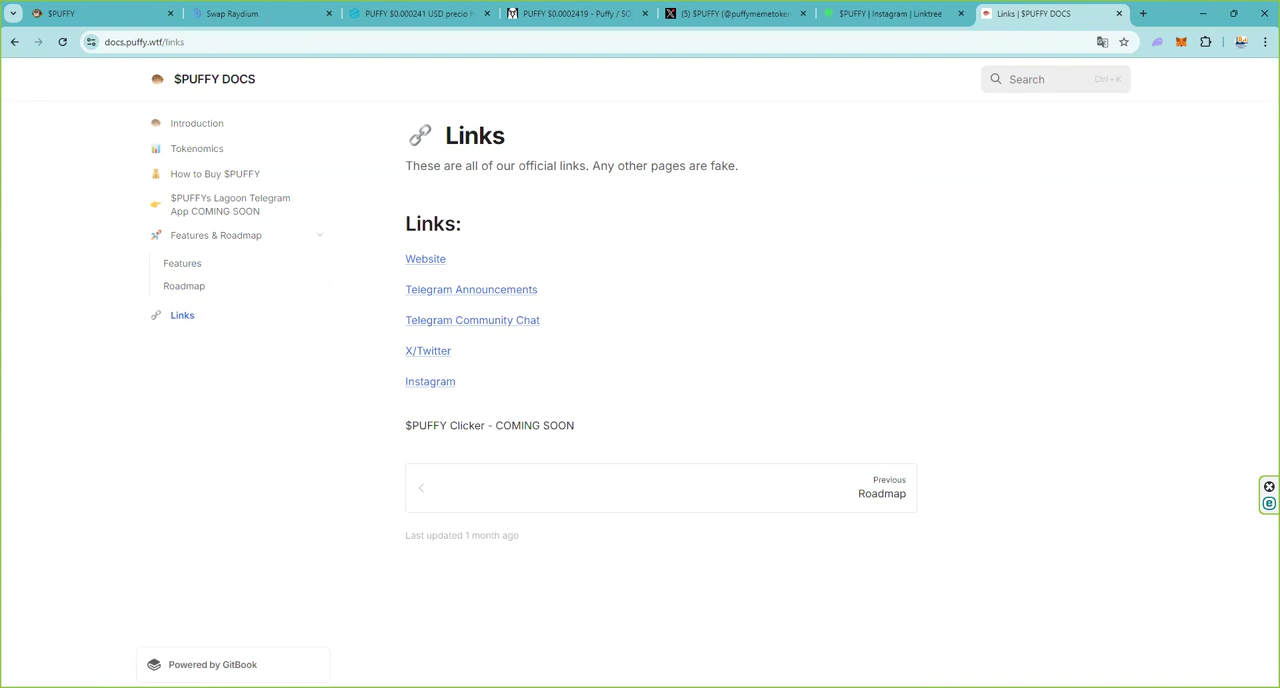 $PUFFY
Swap Raydium
PUFFY $0.000241 USD precio h
PUFFY $0.0002419 - Puffy / SO
(5) $PUFFY (@puffymemetoken
$PUFFY | Instagram | Linktree
Links | $PUFFY DOCS
docs.puffy.wtf/links
$PUFFY DOCS
Search
Ctrl+K
Introduction
Tokenomics
How to Buy $PUFFY
$PUFFYs Lagoon Telegram
App COMING SOON
Features & Roadmap
Features
Roadmap
Links
Links
These are all of our official links. Any other pages are fake.
Links:
Website
Telegram Announcements
Telegram Community Chat
X/Twitter
Instagram
$PUFFY Clicker - COMING SOON
Previous
Roadmap
Last updated 1 month ago
Powered by GitBook